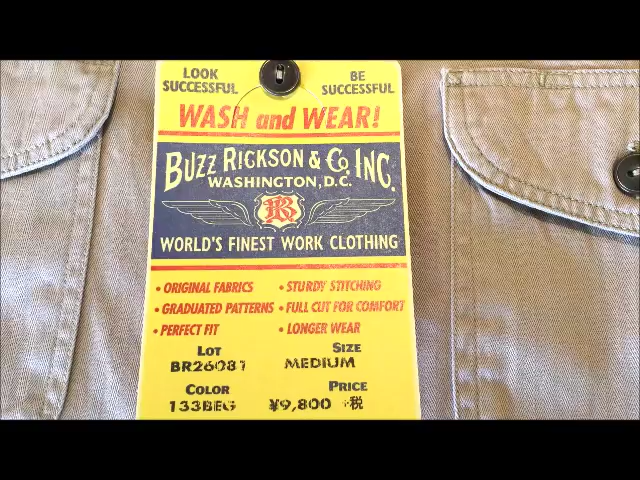 LOOK SUCCESSFUL
BE SUCCESSFUL
WASH and WEAR!
BUZZ RICKSON & CO. INC.
WASHINGTON, D.C.
BR
WORLD'S FINEST WORK CLOTHING
• ORIGINAL FABRICS
• GRADUATED PATTERNS
• PERFECT FIT
• STURDY STITCHING
• FULL CUT FOR COMFORT
• LONGER WEAR
LOT
BR26081
SIZE
MEDIUM
COLOR
133BEG
PRICE
¥9,800 +税